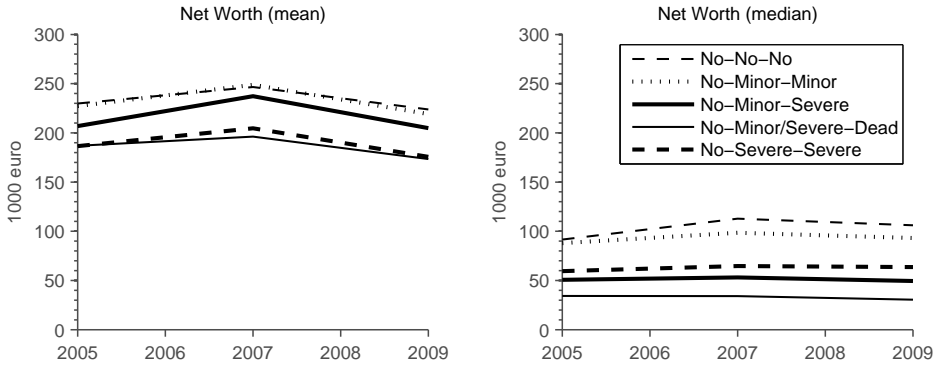 Net Worth (mean)
300
250
200
150
100
50
0
1000 euro
2005 2006 2007 2008 2009
Net Worth (median)
300
250
200
150
100
50
0
1000 euro
2005 2006 2007 2008 2009
No−No−No
No−Minor−Minor
No−Minor−Severe
No−Minor/Severe−Dead
No−Severe−Severe